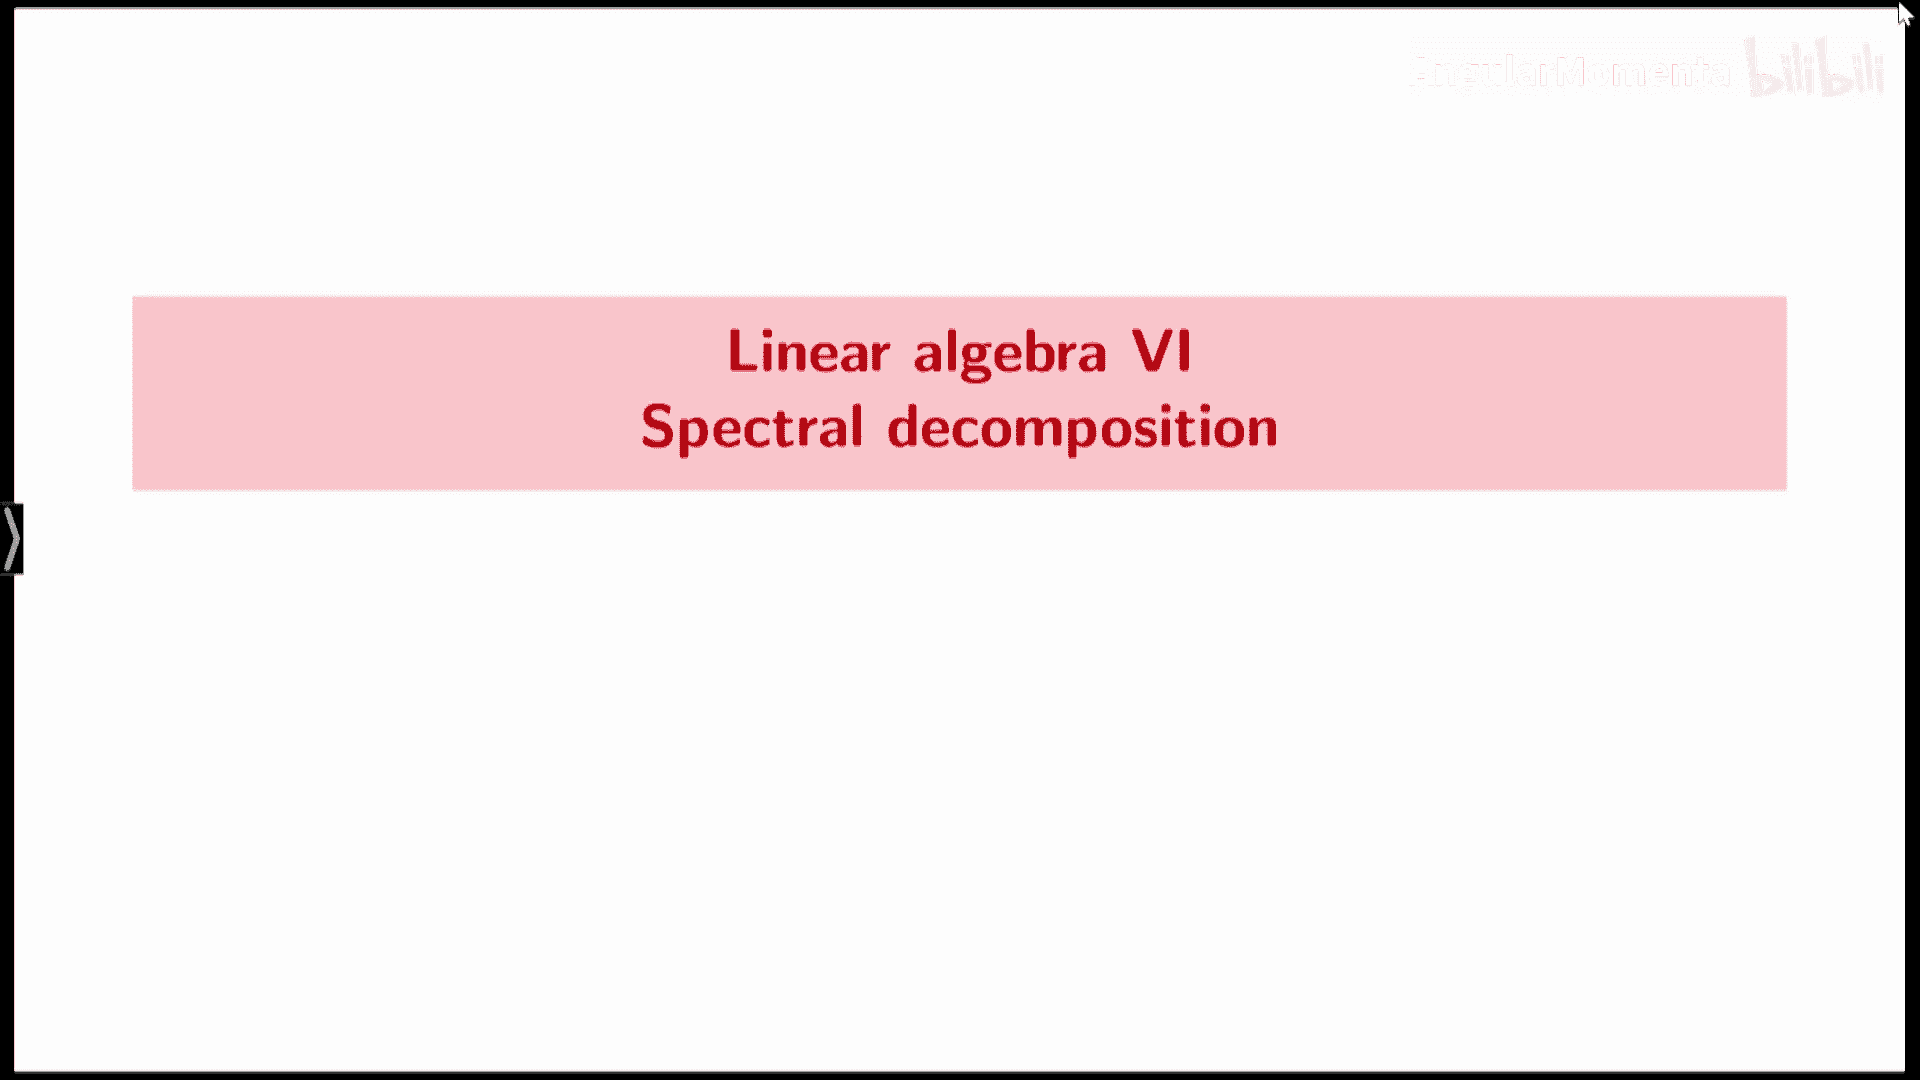 AngularMomenta bilibili
Linear algebra VI
Spectral decomposition